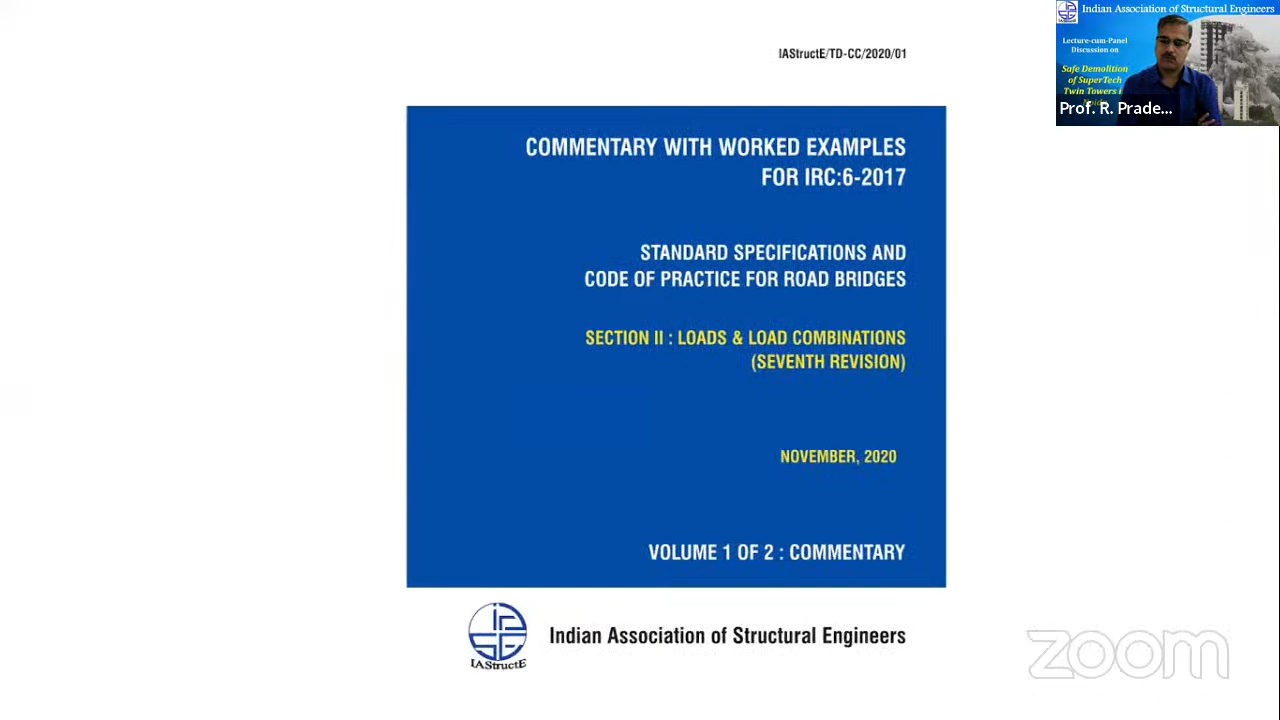 IAStructE/TD-CC/2020/01
COMMENTARY WITH WORKED EXAMPLES
FOR IRC:6-2017
STANDARD SPECIFICATIONS AND
CODE OF PRACTICE FOR ROAD BRIDGES
SECTION II : LOADS & LOAD COMBINATIONS
(SEVENTH REVISION)
NOVEMBER, 2020
VOLUME 1 OF 2 : COMMENTARY
IAStructE
Indian Association of Structural Engineers
zoom
Indian Association of Structural Engineers
Lecture-cum-Panel
Discussion on
Safe Demolition
of SuperTech
Twin Towers
Prof. R. Prade...